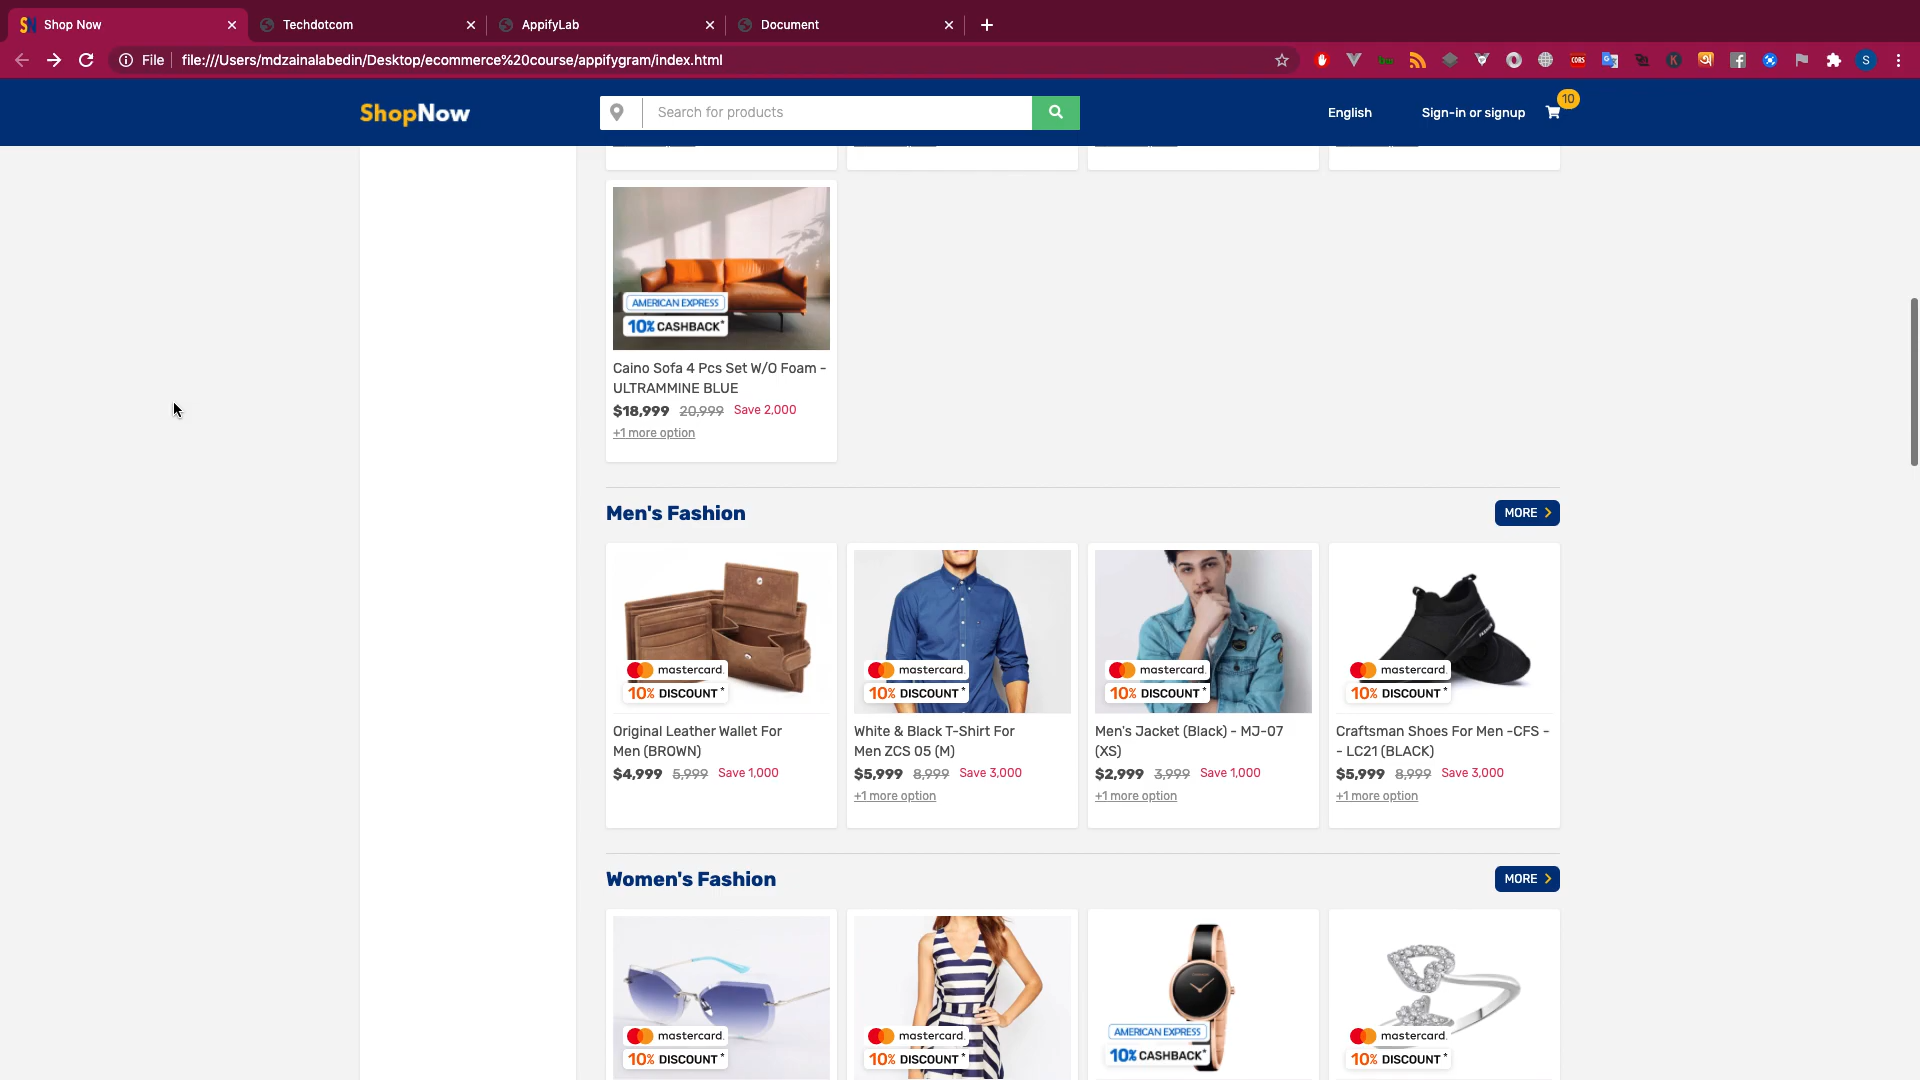 Shop Now
Techdotcom
AppifyLab
Document
File
file:///Users/mdzainalabedin/Desktop/ecommerce%20course/appifygram/index.html
CORS
K
S
ShopNow
Search for products
English
Sign-in or signup
10
AMERICAN EXPRESS
10% CASHBACK*
Caino Sofa 4 Pcs Set W/O Foam -
ULTRAMMINE BLUE
$18,999 20,999 Save 2,000
+1 more option
Men's Fashion
MORE
mastercard.
10% DISCOUNT*
Original Leather Wallet For
Men (BROWN)
$4,999 5,999 Save 1,000
mastercard.
10% DISCOUNT*
White & Black T-Shirt For
Men ZCS 05 (M)
$5,999 8,999 Save 3,000
+1 more option
mastercard.
10% DISCOUNT*
Men's Jacket (Black) - MJ-07
(XS)
$2,999 3,999 Save 1,000
+1 more option
mastercard.
10% DISCOUNT*
Craftsman Shoes For Men -CFS -
- LC21 (BLACK)
$5,999 8,999 Save 3,000
+1 more option
Women's Fashion
MORE
mastercard.
10% DISCOUNT*
mastercard.
10% DISCOUNT*
AMERICAN EXPRESS
10% CASHBACK*
mastercard.
10% DISCOUNT*